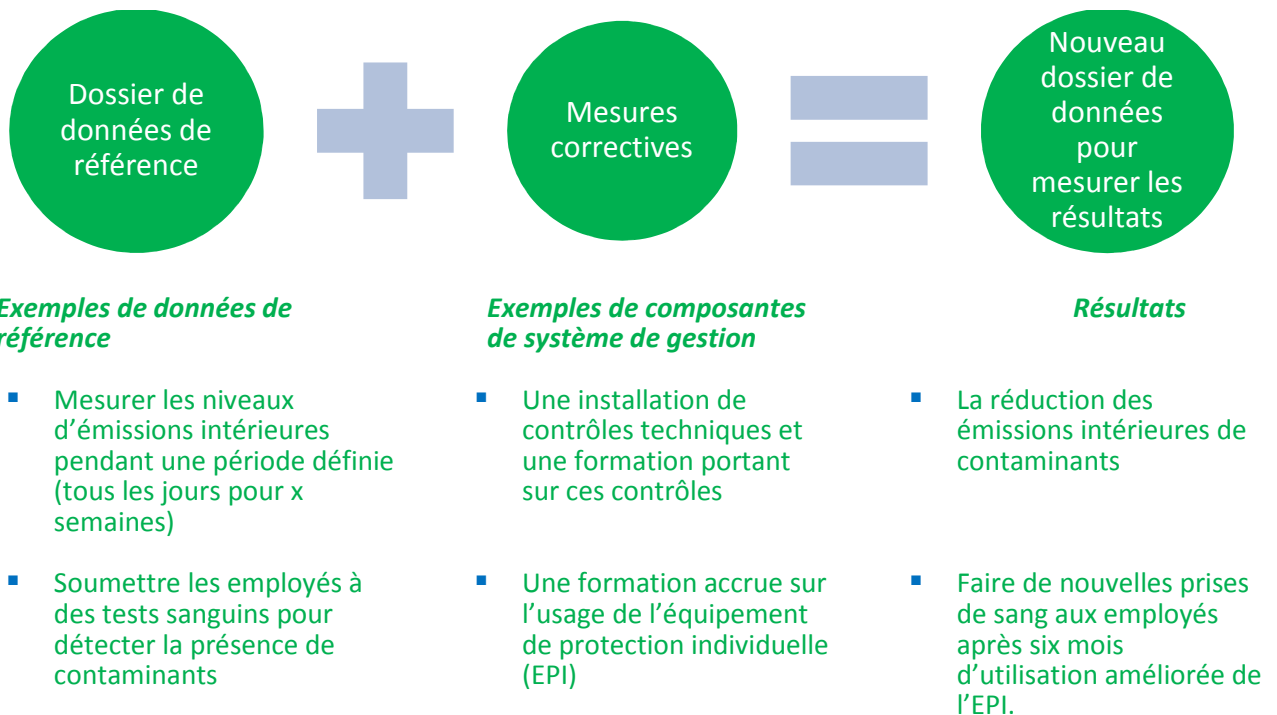 Dossier de
données de
référence
Mesures
correctives
Nouveau
dossier de
données
pour
mesurer les
résultats
Exemples de données de
référence
▪ Mesurer les niveaux
d’émissions intérieures
pendant une période définie
(tous les jours pour x
semaines)
▪ Soumettre les employés à
des tests sanguins pour
détecter la présence de
contaminants
Exemples de composantes
de système de gestion
▪ Une installation de
contrôles techniques et
une formation portant
sur ces contrôles
▪ Une formation accrue sur
l’usage de l’équipement
de protection individuelle
(EPI)
Résultats
▪ La réduction des
émissions intérieures de
contaminants
▪ Faire de nouvelles prises
de sang aux employés
après six mois
d’utilisation améliorée de
l’EPI.